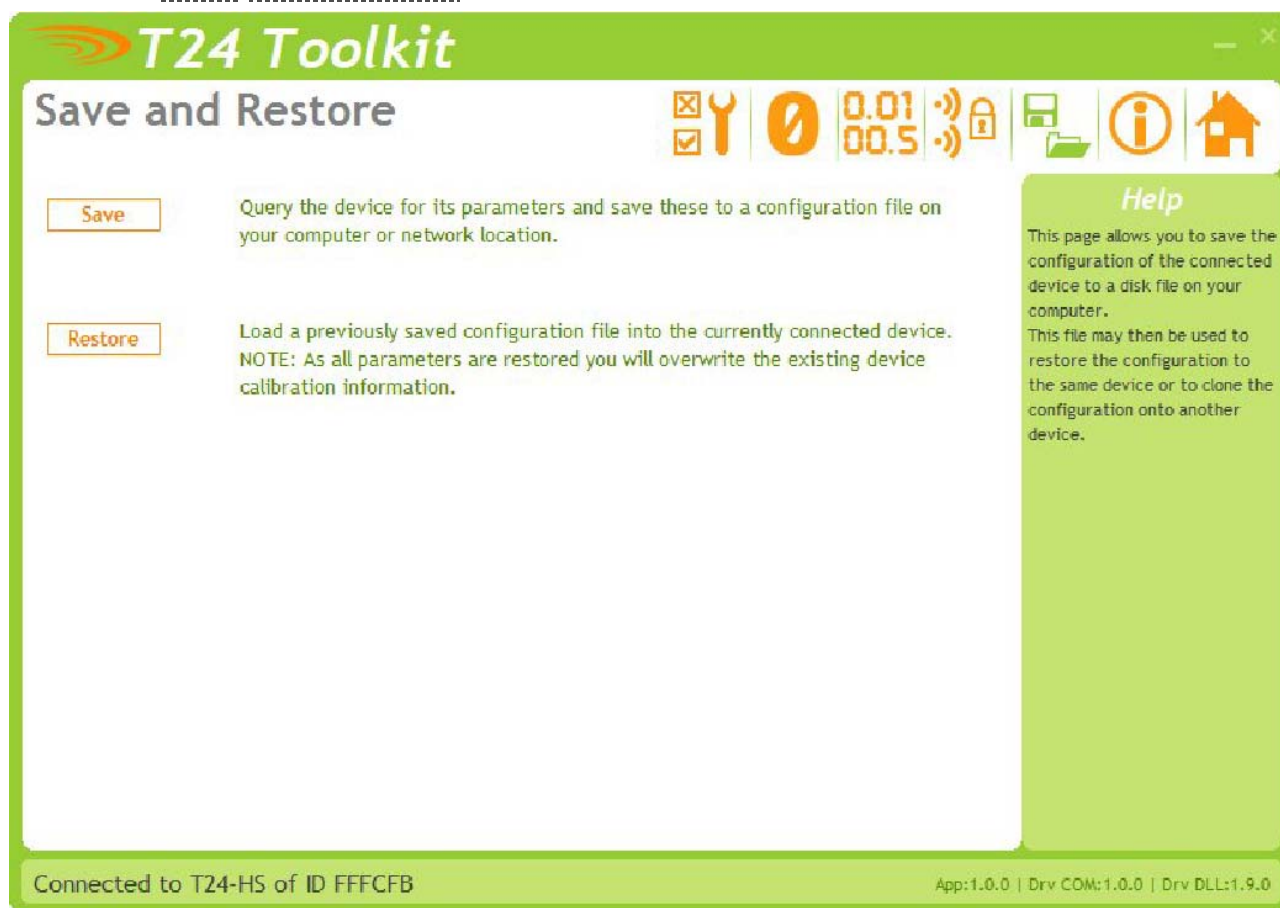 T24 Toolkit
Save and Restore
0
0.01
00.5
Save
Query the device for its parameters and save these to a configuration file on
your computer or network location.
Restore
Load a previously saved configuration file into the currently connected device.
NOTE: As all parameters are restored you will overwrite the existing device
calibration information.
Help
This page allows you to save the
configuration of the connected
device to a disk file on your
computer.
This file may then be used to
restore the configuration to
the same device or to clone the
configuration onto another
device.
Connected to T24-HS of ID FFFCFB
App:1.0.0 | Drv COM:1.0.0 | Drv DLL:1.9.0